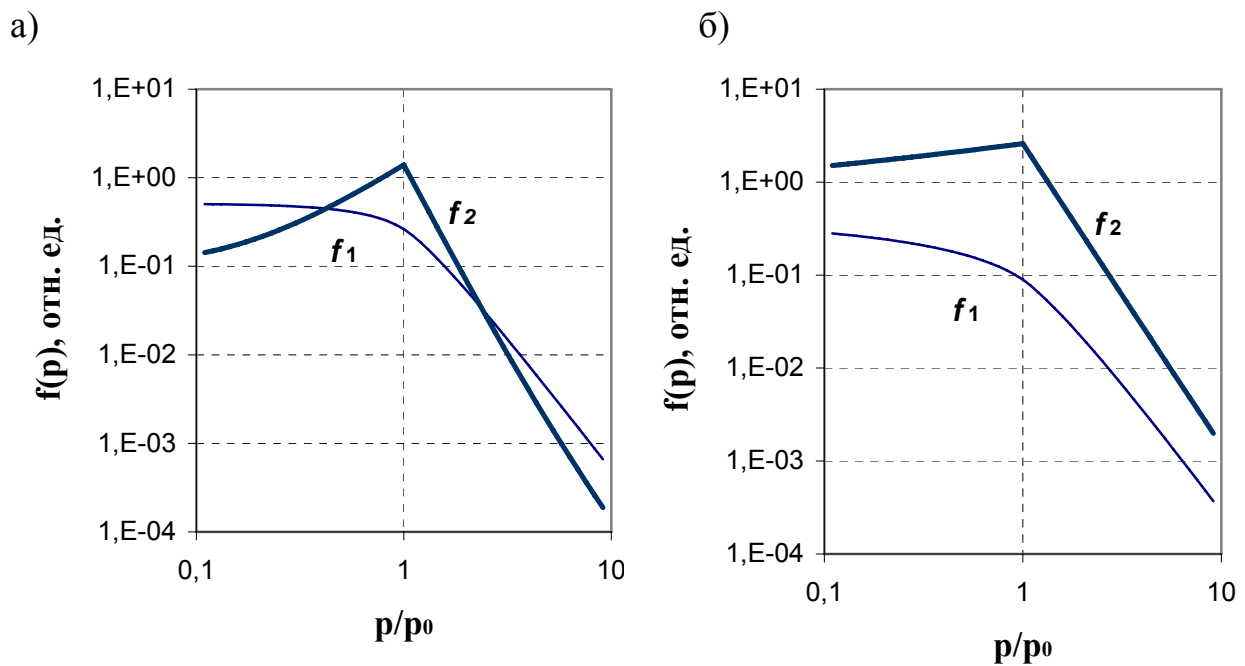 а)
1,E+01
1,E+00
1,E-01
1,E-02
1,E-03
1,E-04
0,1
1
10
f(p), отн. ед.
p/p0
f1
f2
б)
1,E+01
1,E+00
1,E-01
1,E-02
1,E-03
1,E-04
0,1
1
10
f(p), отн. ед.
p/p0
f1
f2